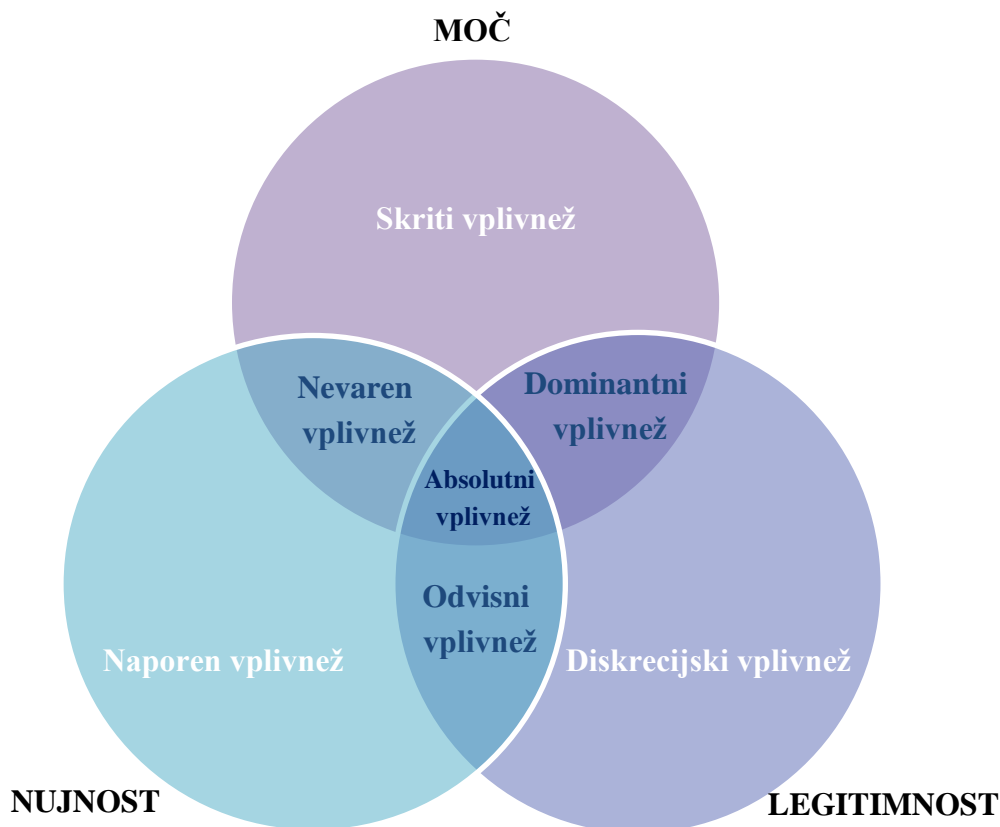 MOČ
Skriti vplivnež
Nevaren
vplivnež
Dominantni
vplivnež
Absolutni
vplivnež
Odvisni
vplivnež
Naporen vplivnež
Diskrecijski vplivnež
NUJNOST
LEGITIMNOST